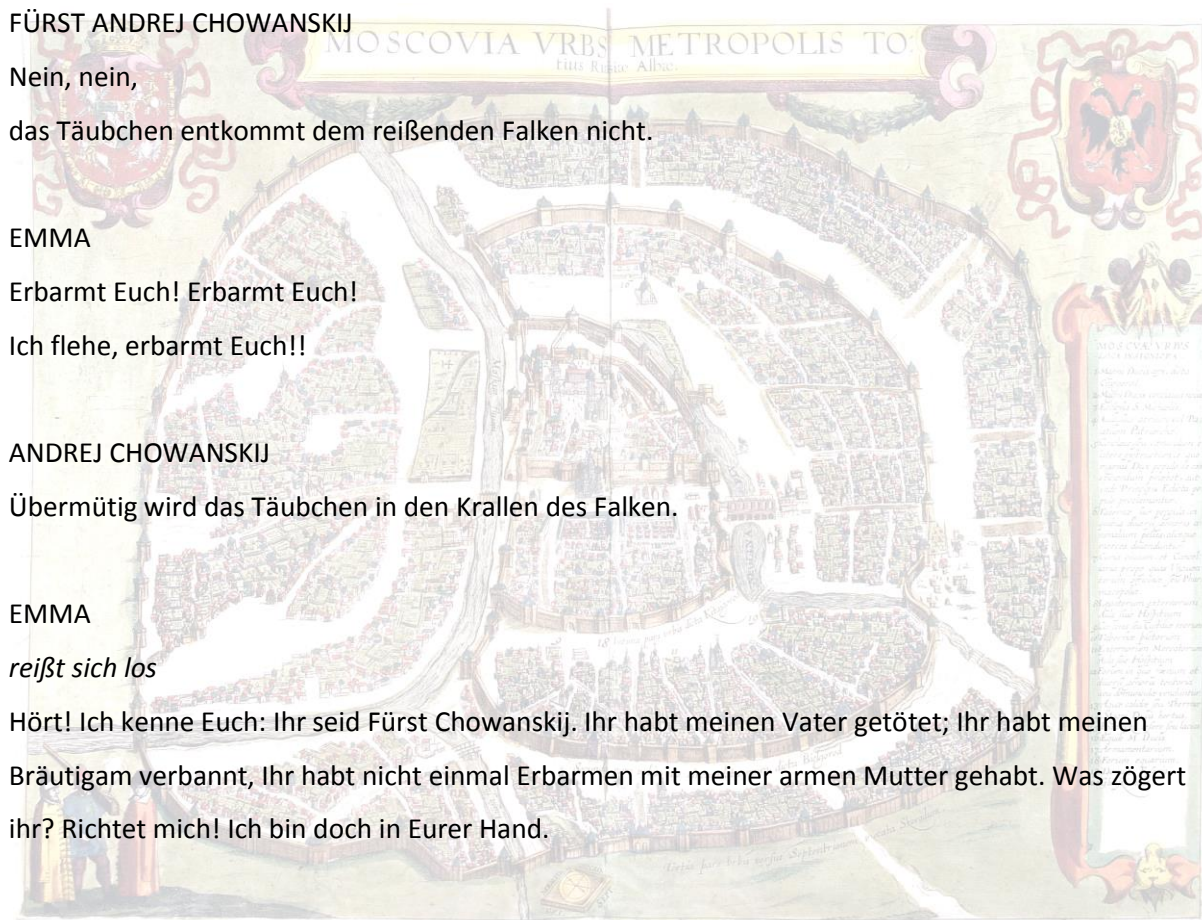 FÜRST ANDREJ CHOWANSKIJ
MOSCOVIA VRBS METROPOLIS TO
tius Russiæ Albæ.
Nein, nein,
das Täubchen entkommt dem reißenden Falken nicht.
EMMA
Erbarmt Euch! Erbarmt Euch!
Ich flehe, erbarmt Euch!!
ANDREJ CHOWANSKIJ
Übermütig wird das Täubchen in den Krallen des Falken.
EMMA
reißt sich los
Hört! Ich kenne Euch: Ihr seid Fürst Chowanskij. Ihr habt meinen Vater getötet; Ihr habt meinen
Bräutigam verbannt, Ihr habt nicht einmal Erbarmen mit meiner armen Mutter gehabt. Was zögert
ihr? Richtet mich! Ich bin doch in Eurer Hand.